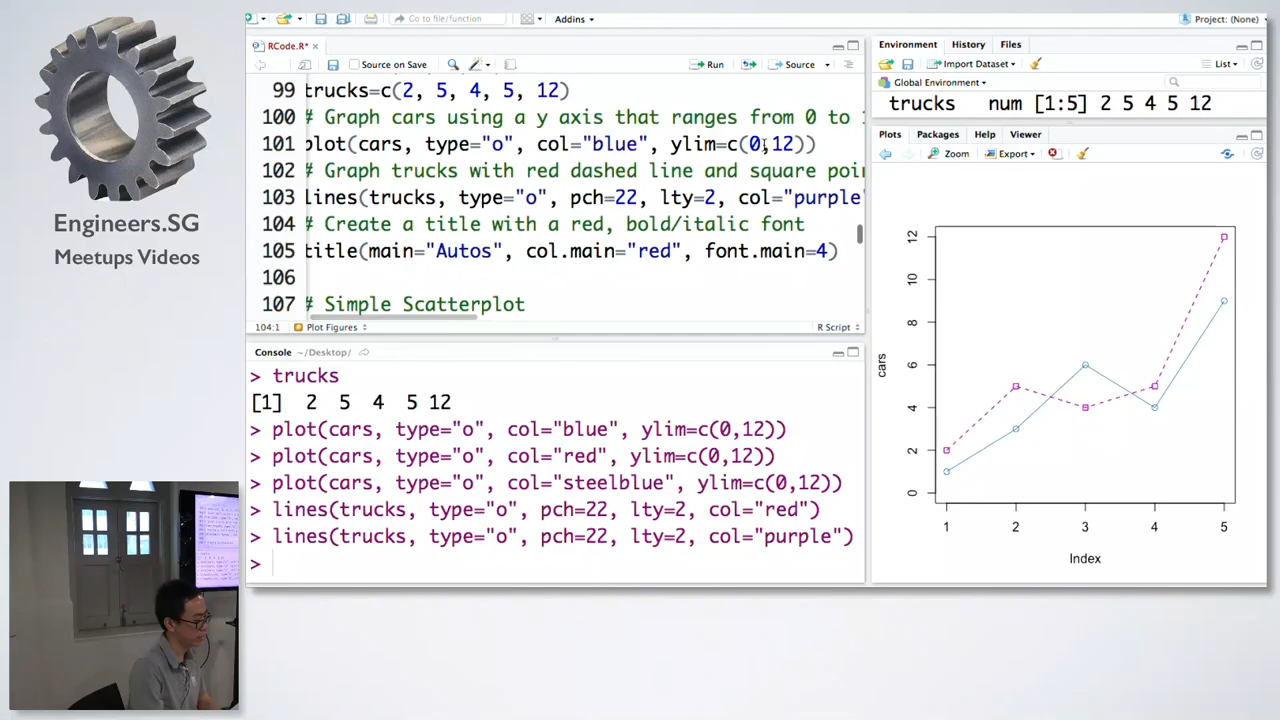 Engineers.SG
Meetups Videos
Go to file/function
Addins
Project: (None)
RCode.R*
Source on Save
Run
Source
99 trucks=c(2, 5, 4, 5, 12)
100 # Graph cars using a y axis that ranges from 0 to
101 plot(cars, type="o", col="blue", ylim=c(0,12))
102 # Graph trucks with red dashed line and square poi
103 lines(trucks, type="o", pch=22, lty=2, col="purple
104 # Create a title with a red, bold/italic font
105 title(main="Autos", col.main="red", font.main=4)
106
107 # Simple Scatterplot
104:1
Plot Figures
R Script
Console ~/Desktop/
> trucks
[1] 2 5 4 5 12
> plot(cars, type="o", col="blue", ylim=c(0,12))
> plot(cars, type="o", col="red", ylim=c(0,12))
> plot(cars, type="o", col="steelblue", ylim=c(0,12))
> lines(trucks, type="o", pch=22, lty=2, col="red")
> lines(trucks, type="o", pch=22, lty=2, col="purple")
>
Environment History Files
Import Dataset
List
Global Environment
trucks num [1:5] 2 5 4 5 12
Plots Packages Help Viewer
Zoom
Export
12
10
8
6
4
2
0
cars
1 2 3 4 5
Index